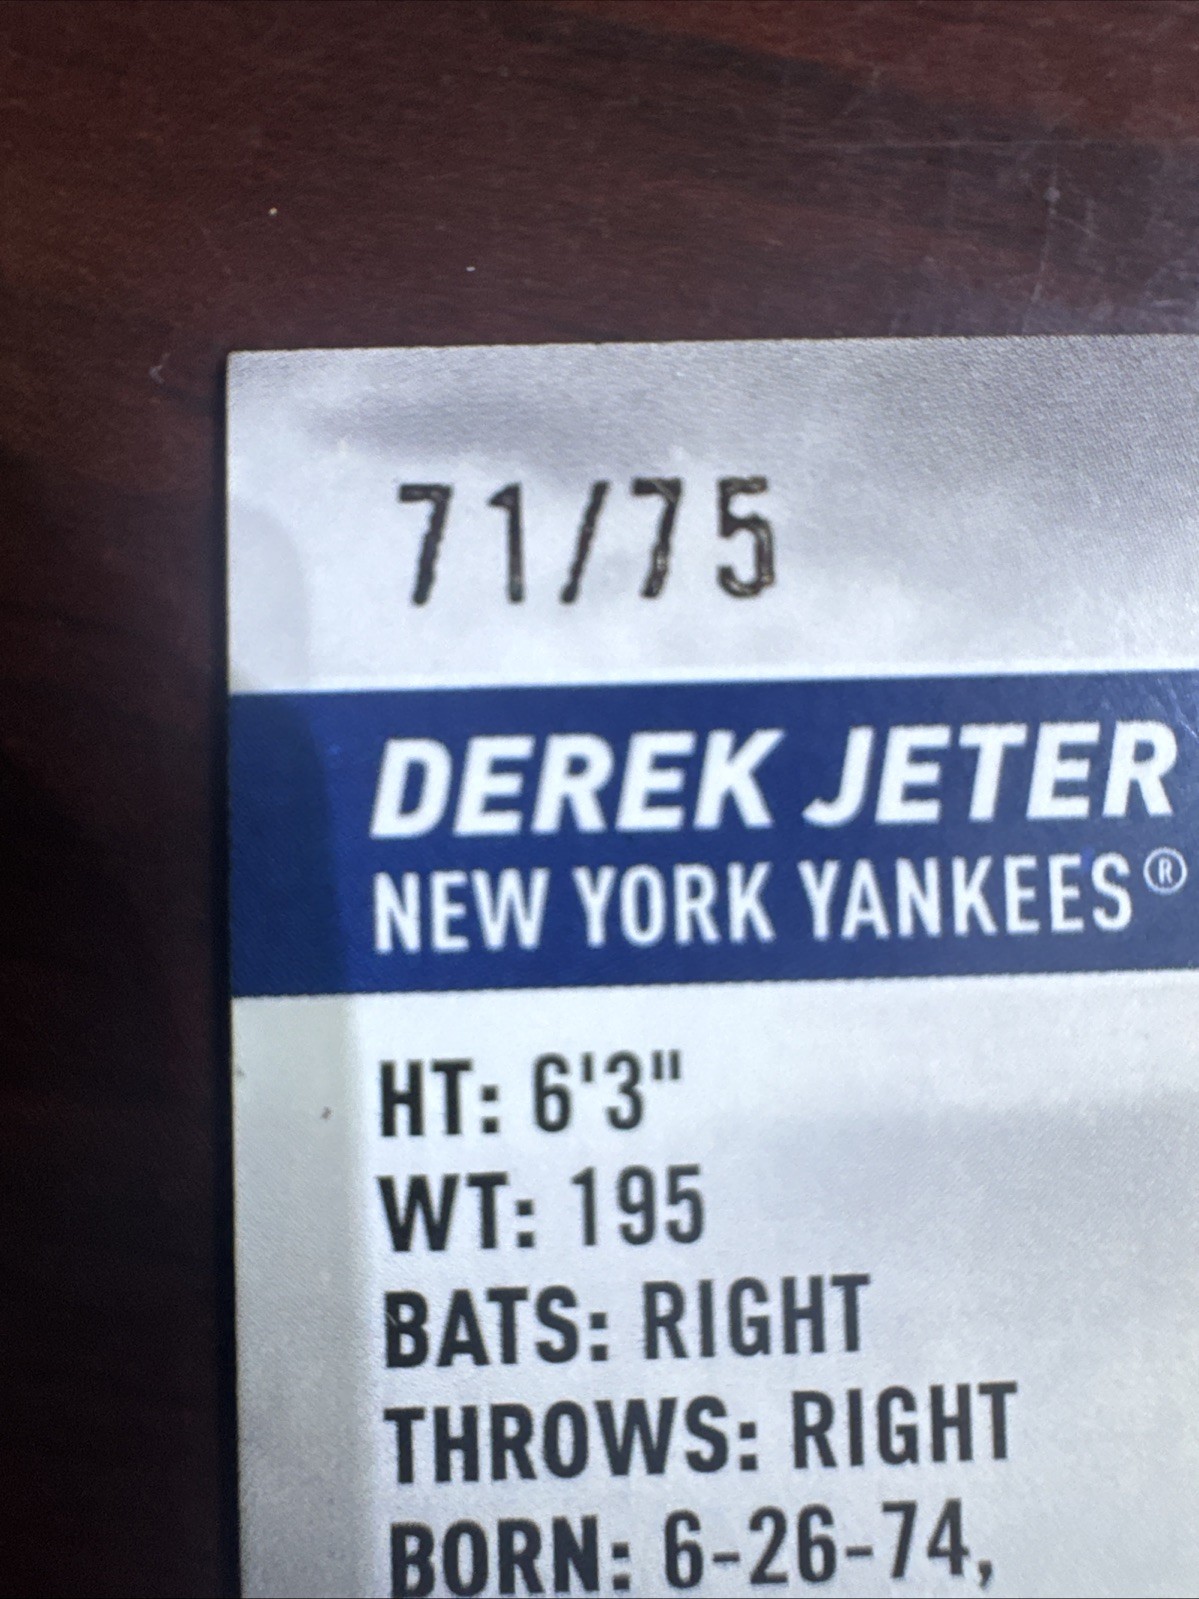 71/75
DEREK JETER
NEW YORK YANKEES®
HT: 6'3"
WT: 195
BATS: RIGHT
THROWS: RIGHT
BORN: 6-26-74,